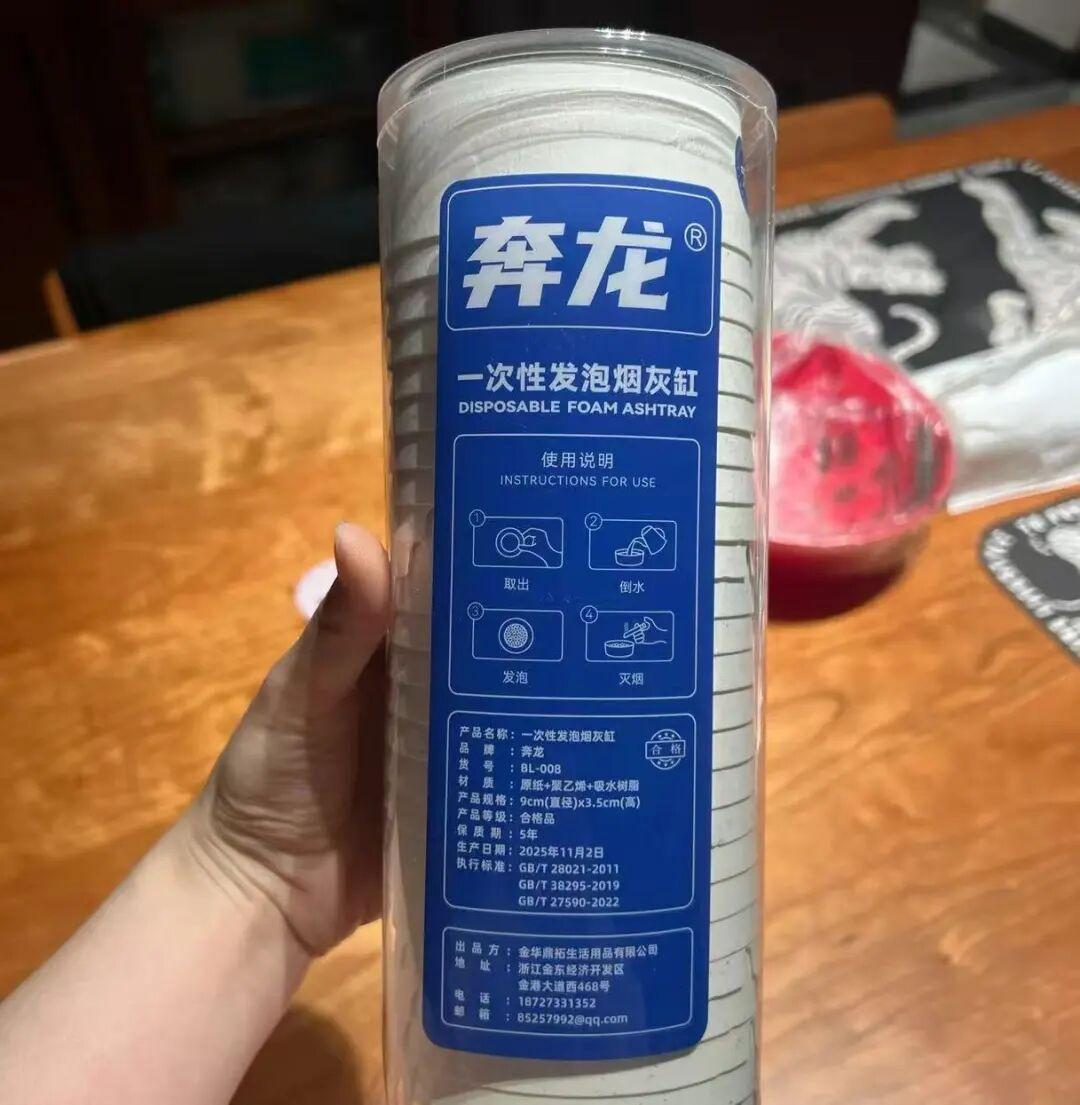 奔龙®
一次性发泡烟灰缸
DISPOSABLE FOAM ASHTRAY
使用说明
INSTRUCTIONS FOR USE
1 2
取出 倒水
3 4
发泡 灭烟
产品名称：一次性发泡烟灰缸
合格
品牌：奔龙
货号：BL-008
材质：原纸+聚乙烯+吸水树脂
产品规格：9cm(直径)x3.5cm(高)
产品等级：合格品
保质期：5年
生产日期：2025年11月2日
执行标准：GB/T 28021-2011
GB/T 38295-2019
GB/T 27590-2022
出品方：金华鼎拓生活用品有限公司
地址：浙江金东经济开发区
金港大道西468号
电话：18727331352
邮箱：85257992@qq.com